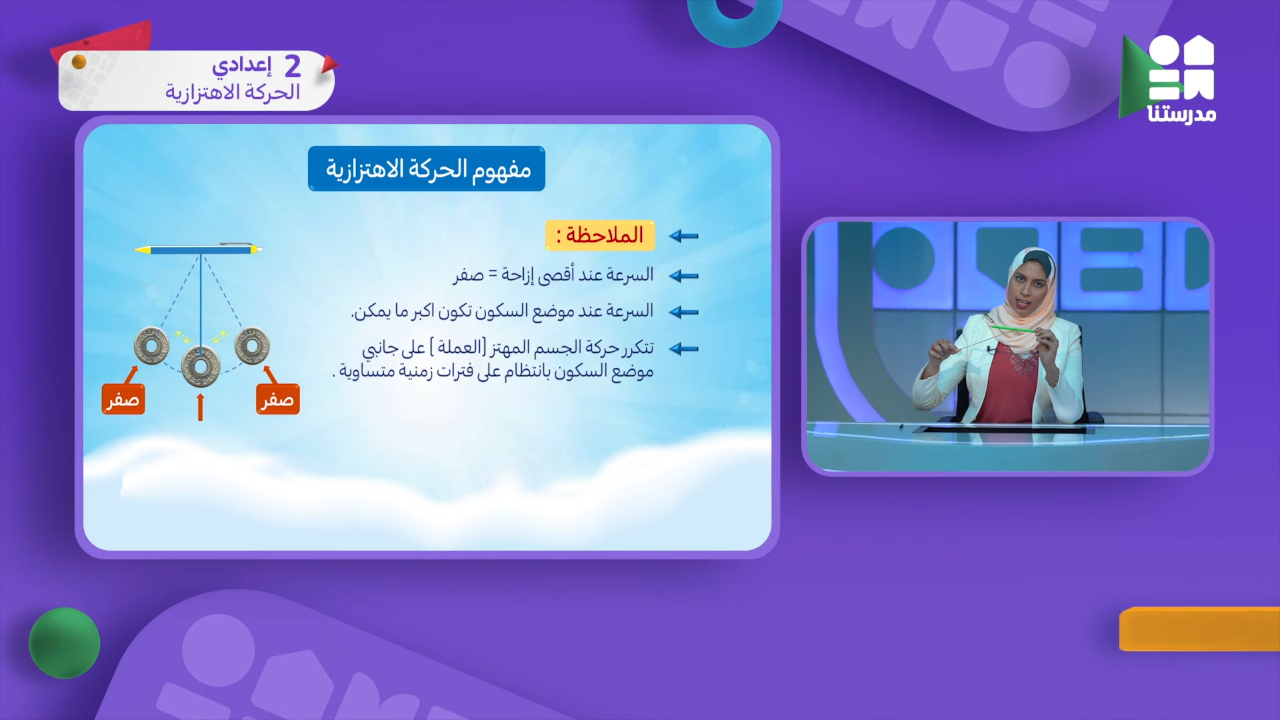 2 إعدادي
الحركة الاهتزازية
مدرستنا
مفهوم الحركة الاهتزازية
الملاحظة :
السرعة عند أقصى إزاحة = صفر
السرعة عند موضع السكون تكون اكبر ما يمكن.
تتكرر حركة الجسم المهتز (العملة ) على جانبي
موضع السكون بانتظام على فترات زمنية متساوية .
صفر
صفر